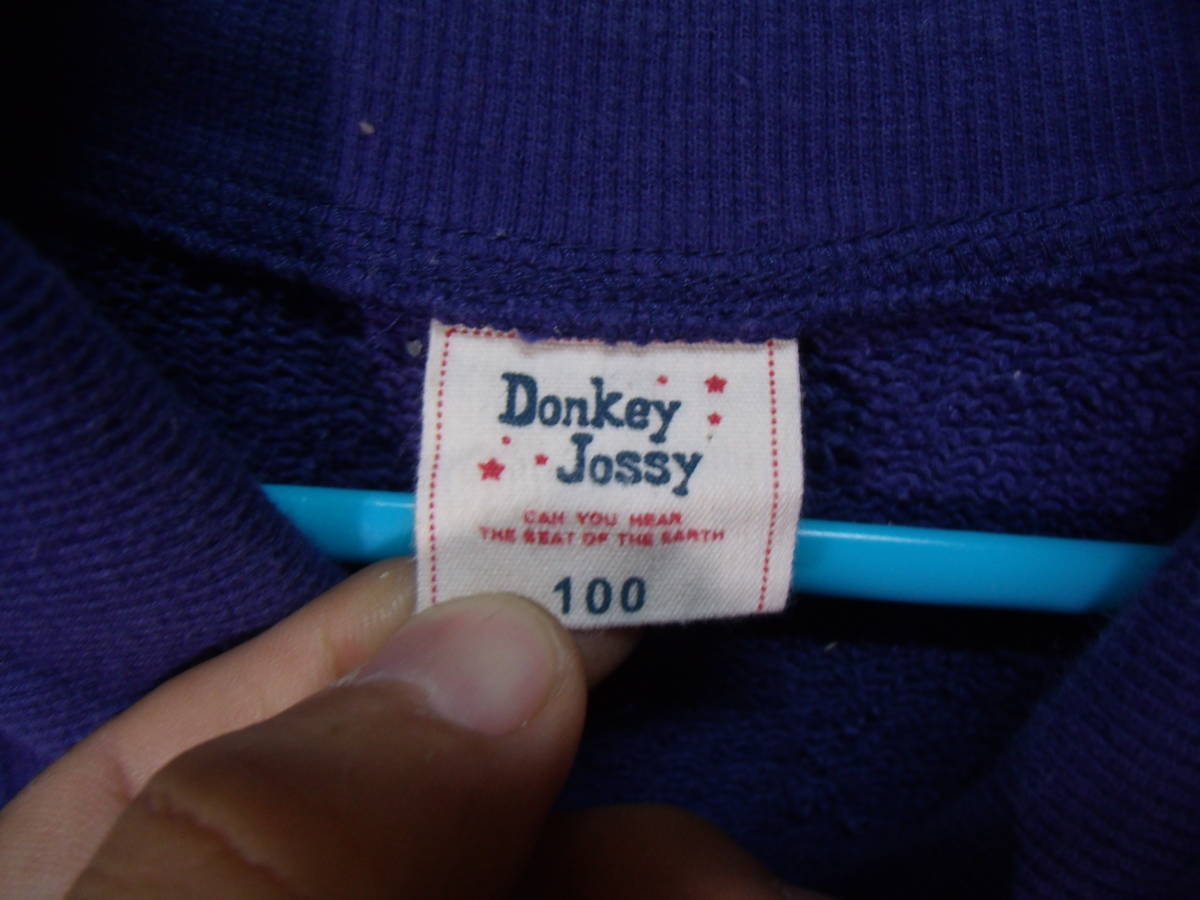 Donkey
Jossy
CAN YOU HEAR
THE BEAT OF THE EARTH
100